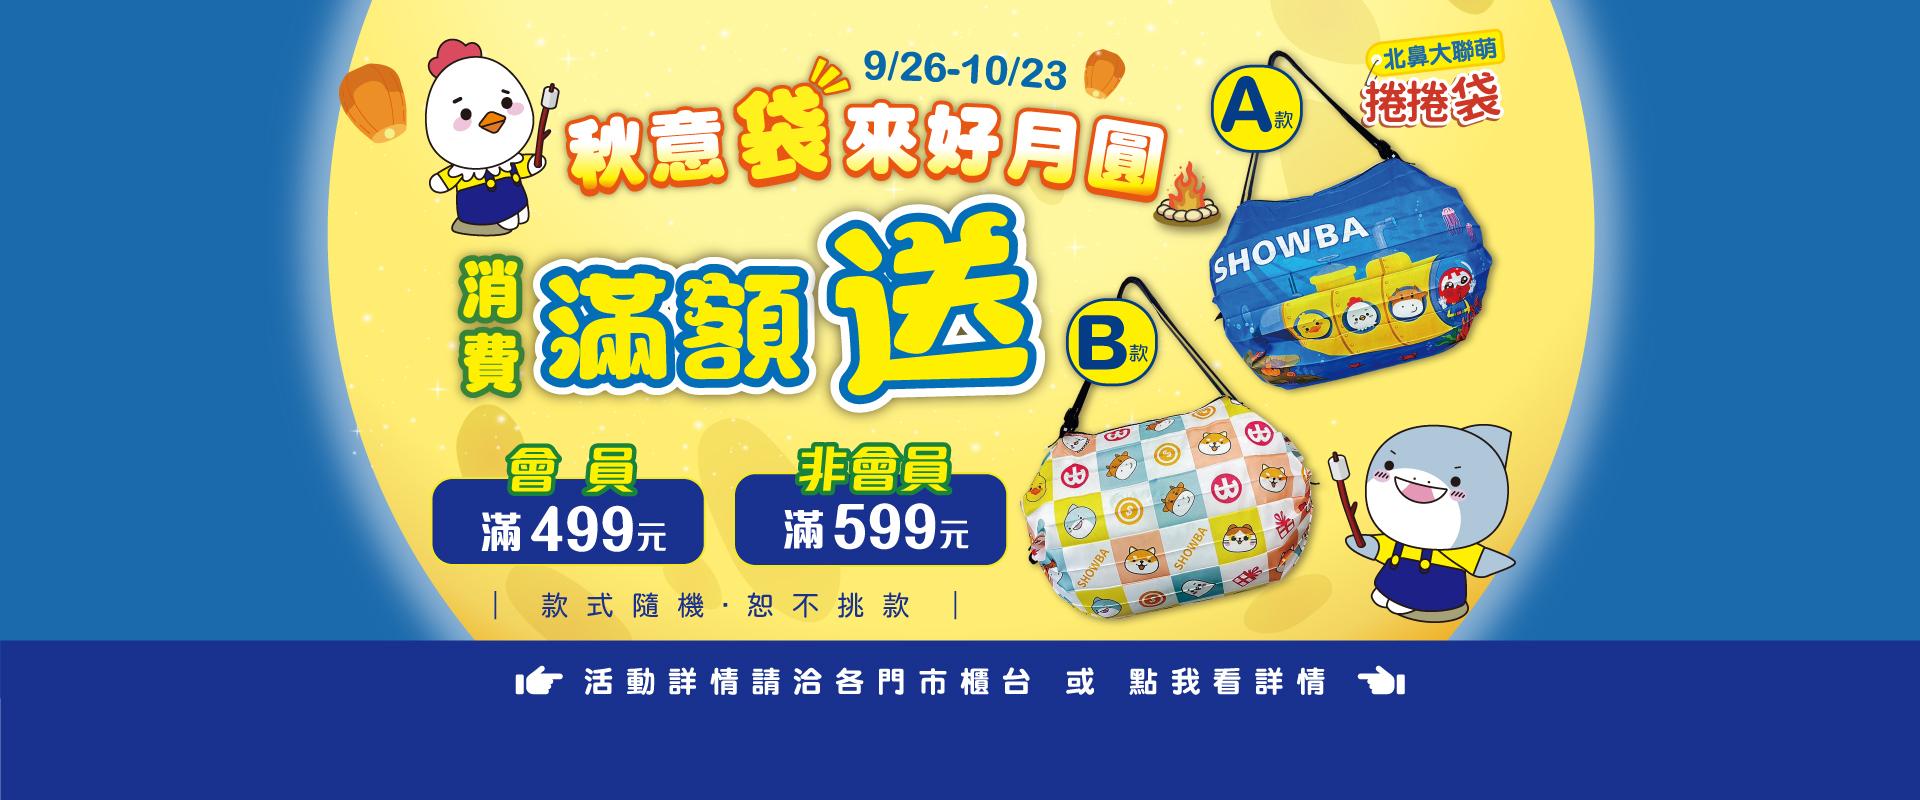 9/26-10/23
秋意袋來好月圓
消費
滿額送
會員
滿499元
非會員
滿599元
款式隨機・恕不挑款
A款
北鼻大聯萌
捲捲袋
SHOWBA
B款
SHOWBA
SHOWBA
活動詳情請洽各門市櫃台 或 點我看詳情